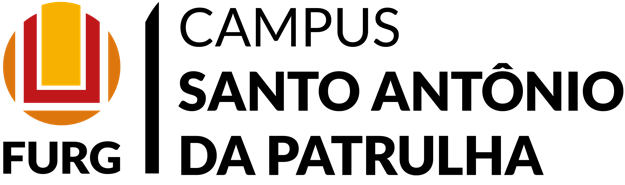 FURG
CAMPUS
SANTO ANTÔNIO
DA PATRULHA